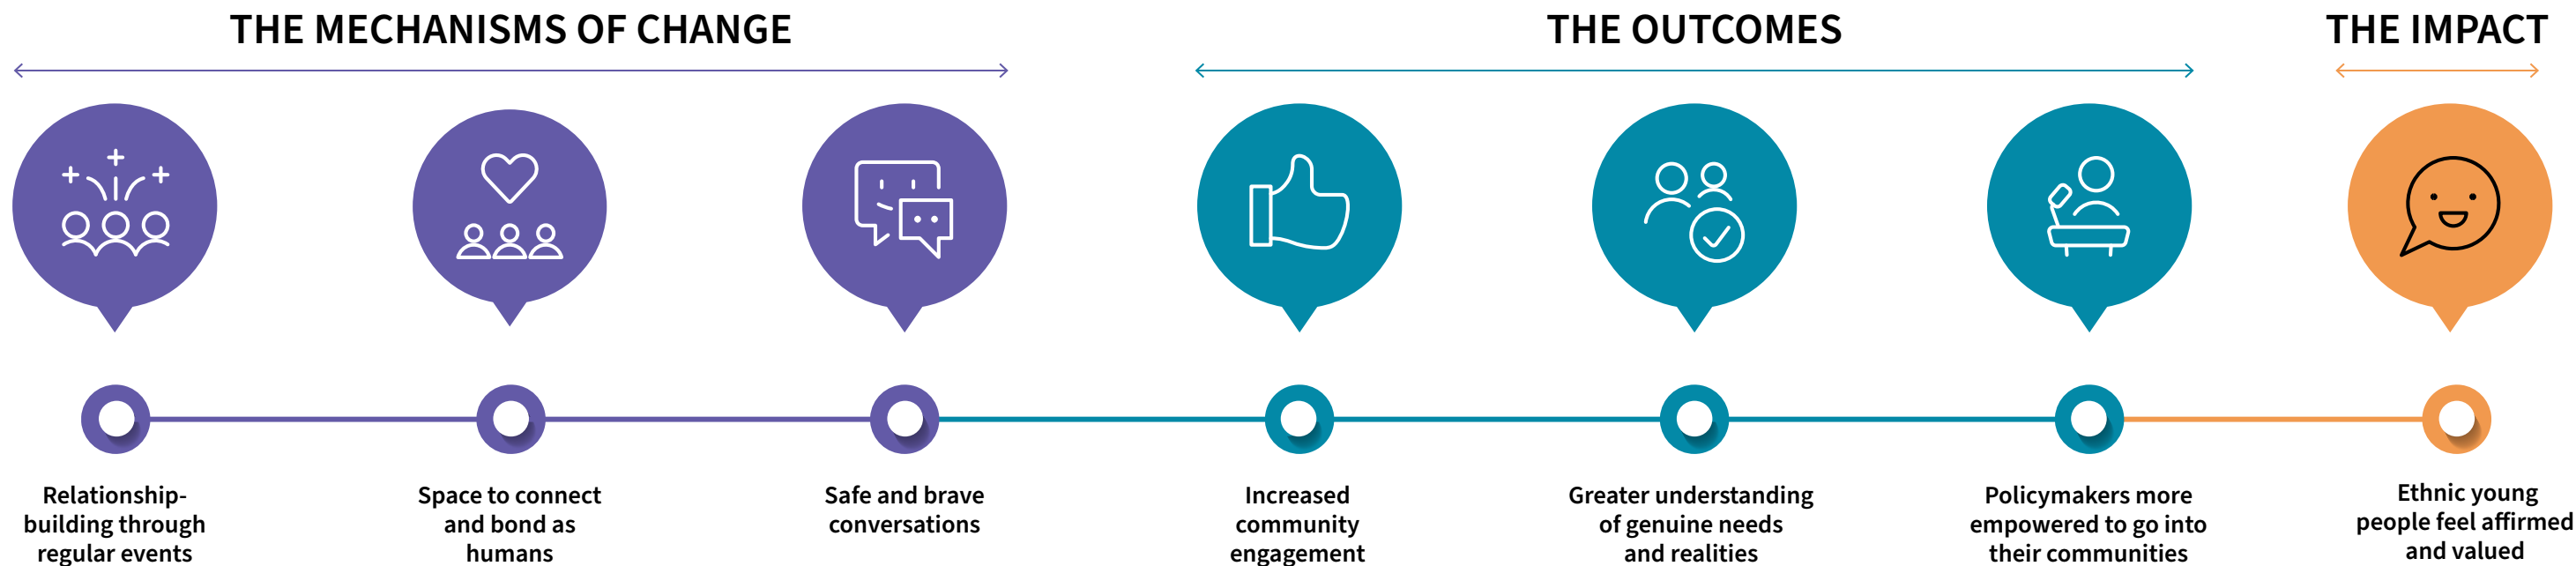 THE MECHANISMS OF CHANGE
THE OUTCOMES
THE IMPACT
Relationship-
building through
regular events
Space to connect
and bond as
humans
Safe and brave
conversations
Increased
community
engagement
Greater understanding
of genuine needs
and realities
Policymakers more
empowered to go into
their communities
Ethnic young
people feel affirmed
and valued